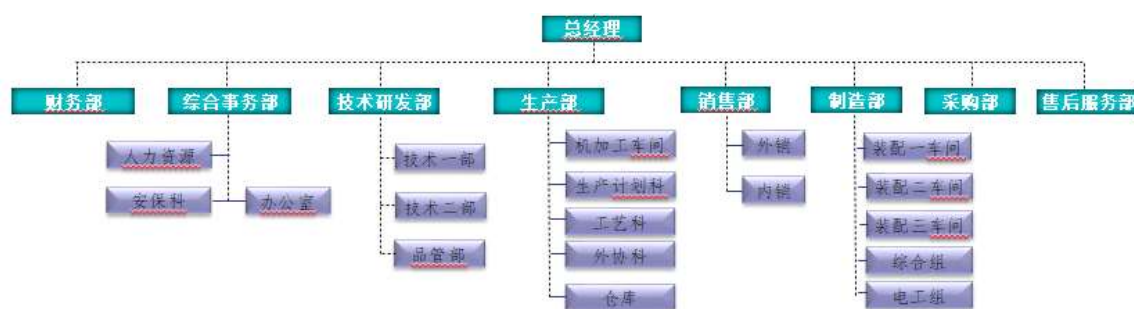 总经理
财务部
综合事务部
技术研发部
生产部
销售部
制造部
采购部
售后服务部
人力资源
安保科
办公室
技术一部
技术二部
品管部
机加工车间
生产计划科
工艺科
外协科
仓库
外销
内销
装配一车间
装配二车间
装配三车间
综合组
电工组